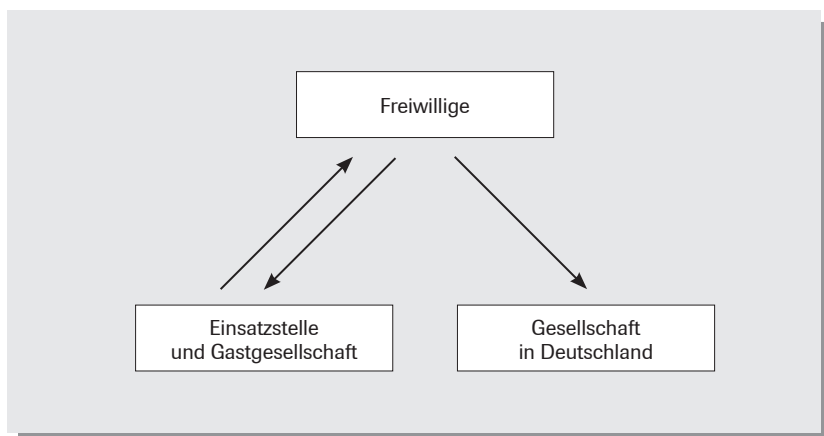 Freiwillige
Einsatzstelle
und Gastgesellschaft
Gesellschaft
in Deutschland